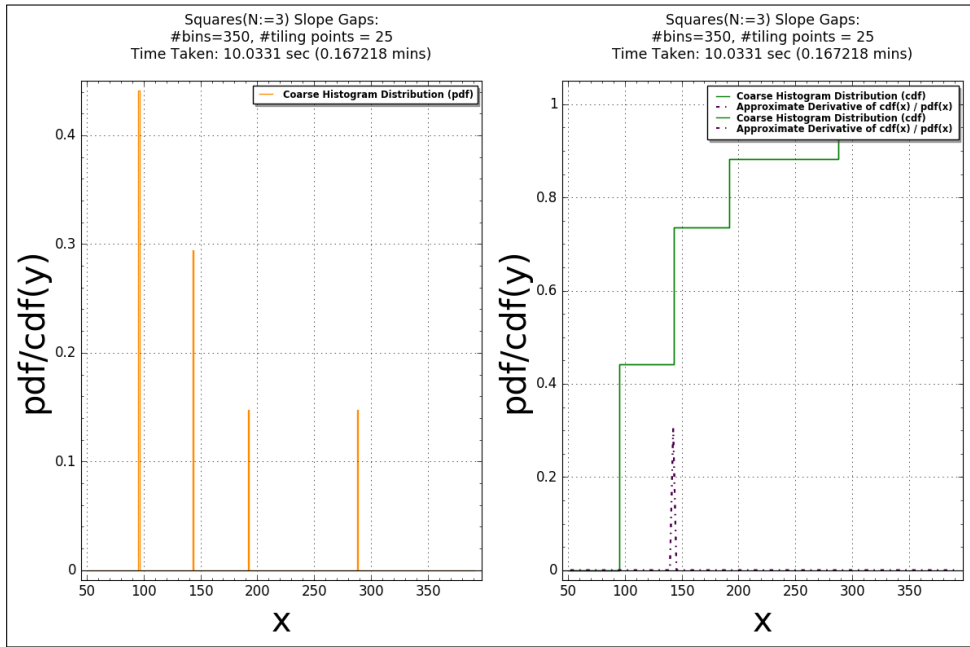 Squares(N:=3) Slope Gaps:
#bins=350, #tiling points = 25
Time Taken: 10.0331 sec (0.167218 mins)
Coarse Histogram Distribution (pdf)
pdf/cdf(y)
0.4
0.3
0.2
0.1
0
50 100 150 200 250 300 350
x
Squares(N:=3) Slope Gaps:
#bins=350, #tiling points = 25
Time Taken: 10.0331 sec (0.167218 mins)
Coarse Histogram Distribution (cdf)
Approximate Derivative of cdf(x) / pdf(x)
Coarse Histogram Distribution (cdf)
Approximate Derivative of cdf(x) / pdf(x)
pdf/cdf(y)
1
0.8
0.6
0.4
0.2
0
50 100 150 200 250 300 350
x